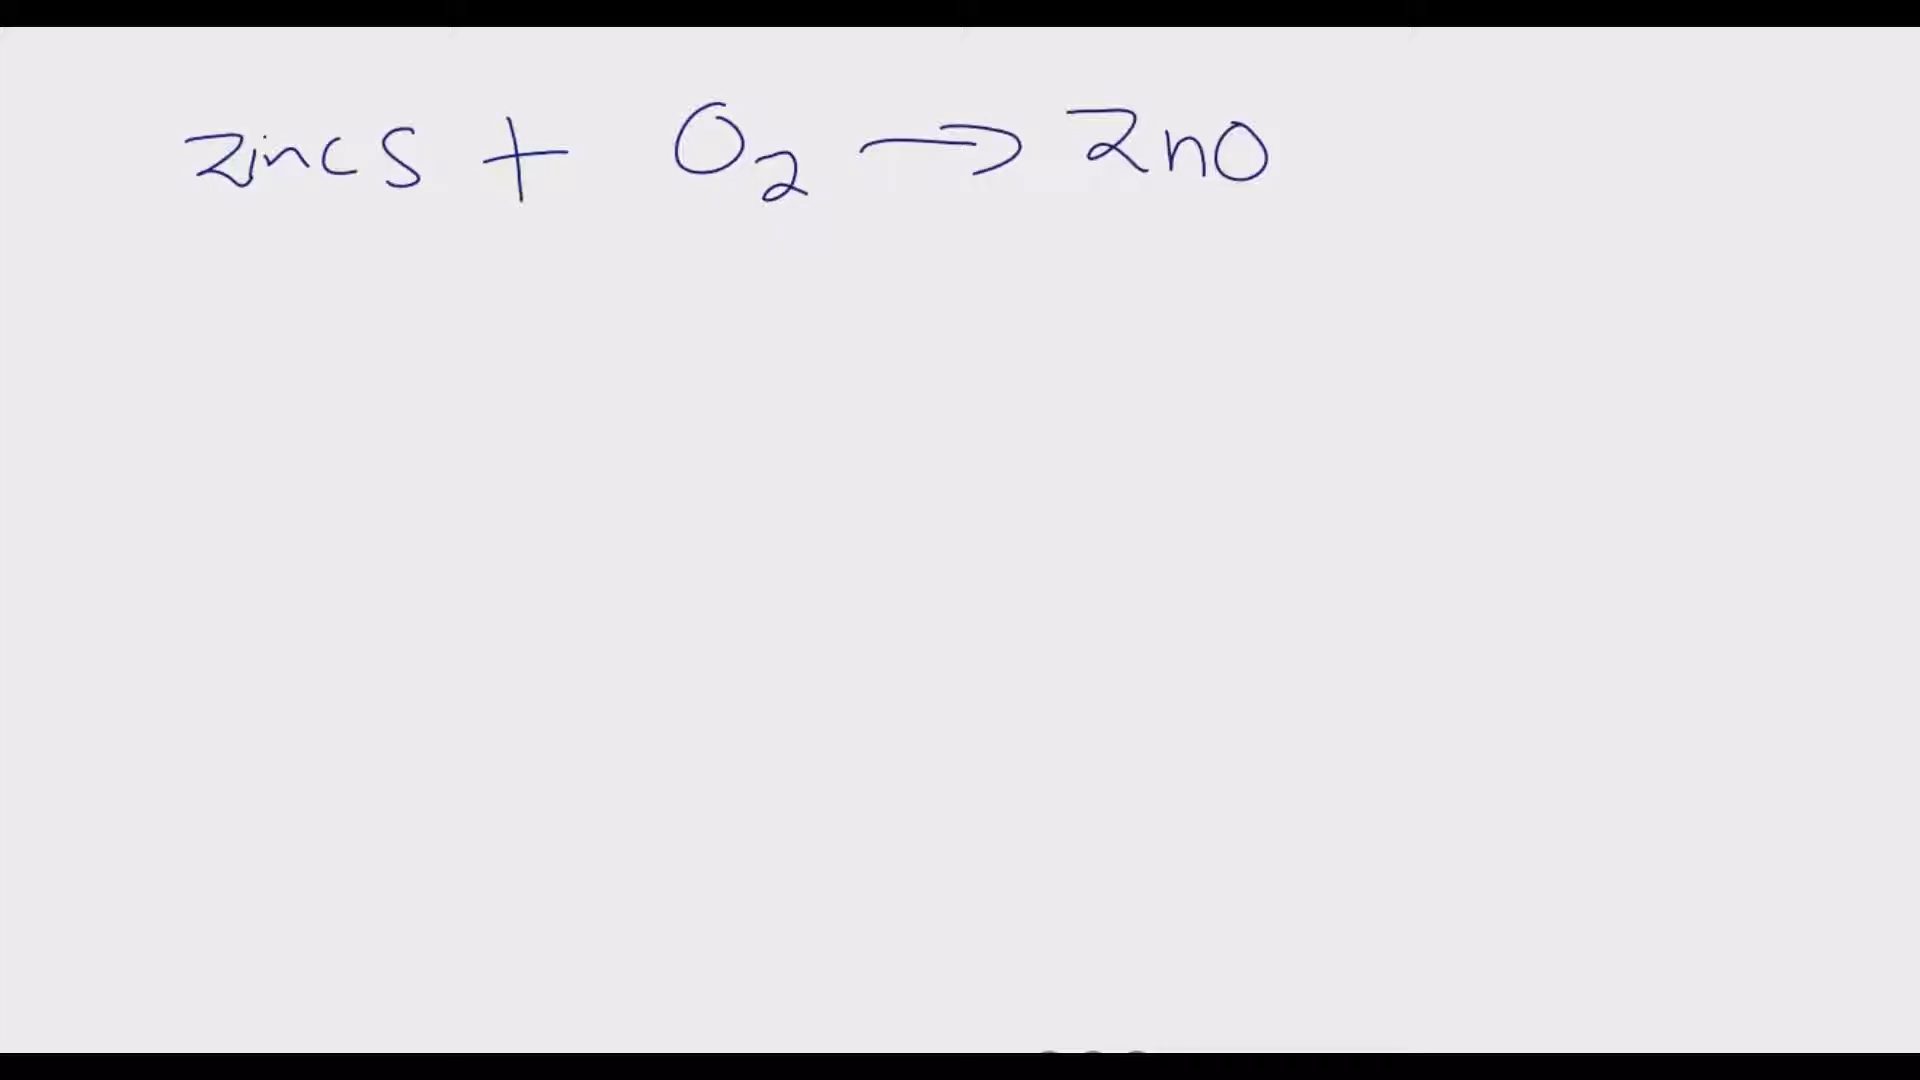 zinc S + O₂ → ZnO